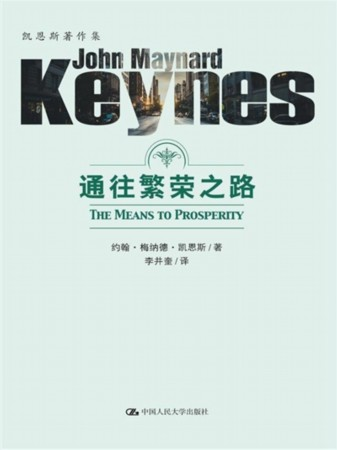 凯恩斯著作集
John Maynard
Keynes
通往繁荣之路
THE MEANS TO PROSPERITY
约翰·梅纳德·凯恩斯/著
李井奎/译
中国人民大学出版社